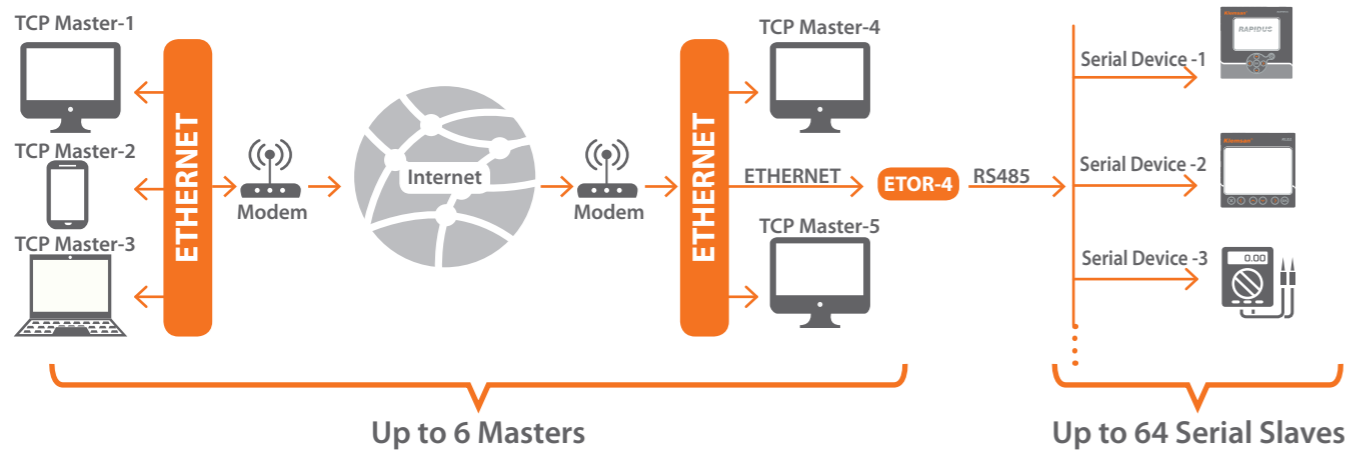 TCP Master-1
TCP Master-2
TCP Master-3
ETHERNET
Modem
Internet
Modem
ETHERNET
TCP Master-4
ETHERNET
TCP Master-5
ETOR-4
RS485
Serial Device -1
RAPIDUS
Serial Device -2
Serial Device -3
0.00
Up to 6 Masters
Up to 64 Serial Slaves